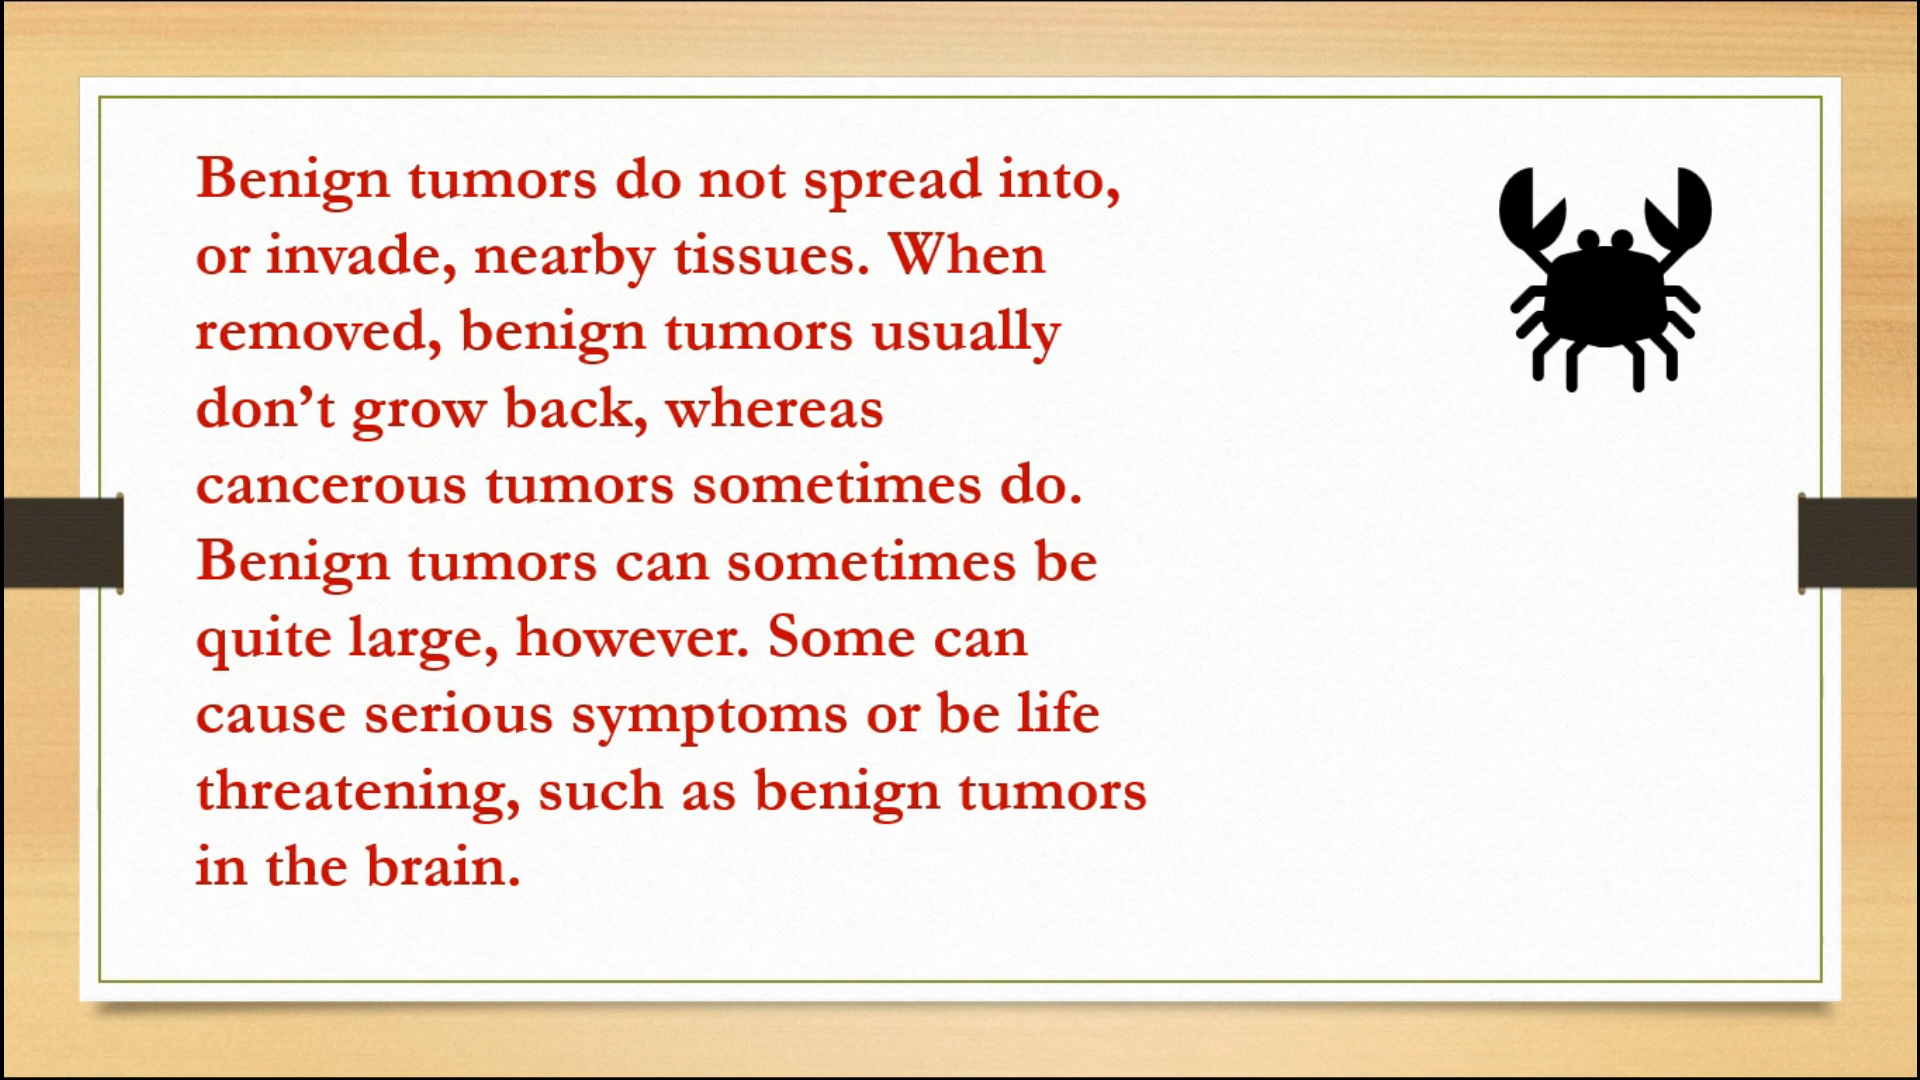 Benign tumors do not spread into,
or invade, nearby tissues. When
removed, benign tumors usually
don’t grow back, whereas
cancerous tumors sometimes do.
Benign tumors can sometimes be
quite large, however. Some can
cause serious symptoms or be life
threatening, such as benign tumors
in the brain.